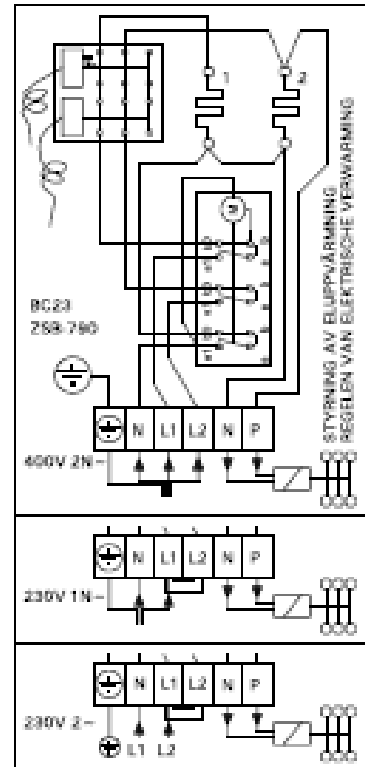 1
2
STYRNING AV ELUPPVÄRMNING
REGELEN VAN ELEKTRISCHE VERWARMING
BC23
ZSB-790
N L1 L2 N P
400V 2N~
N L1 L2 N P
230V 1N~
N L1 L2 N P
230V 2~
L1 L2